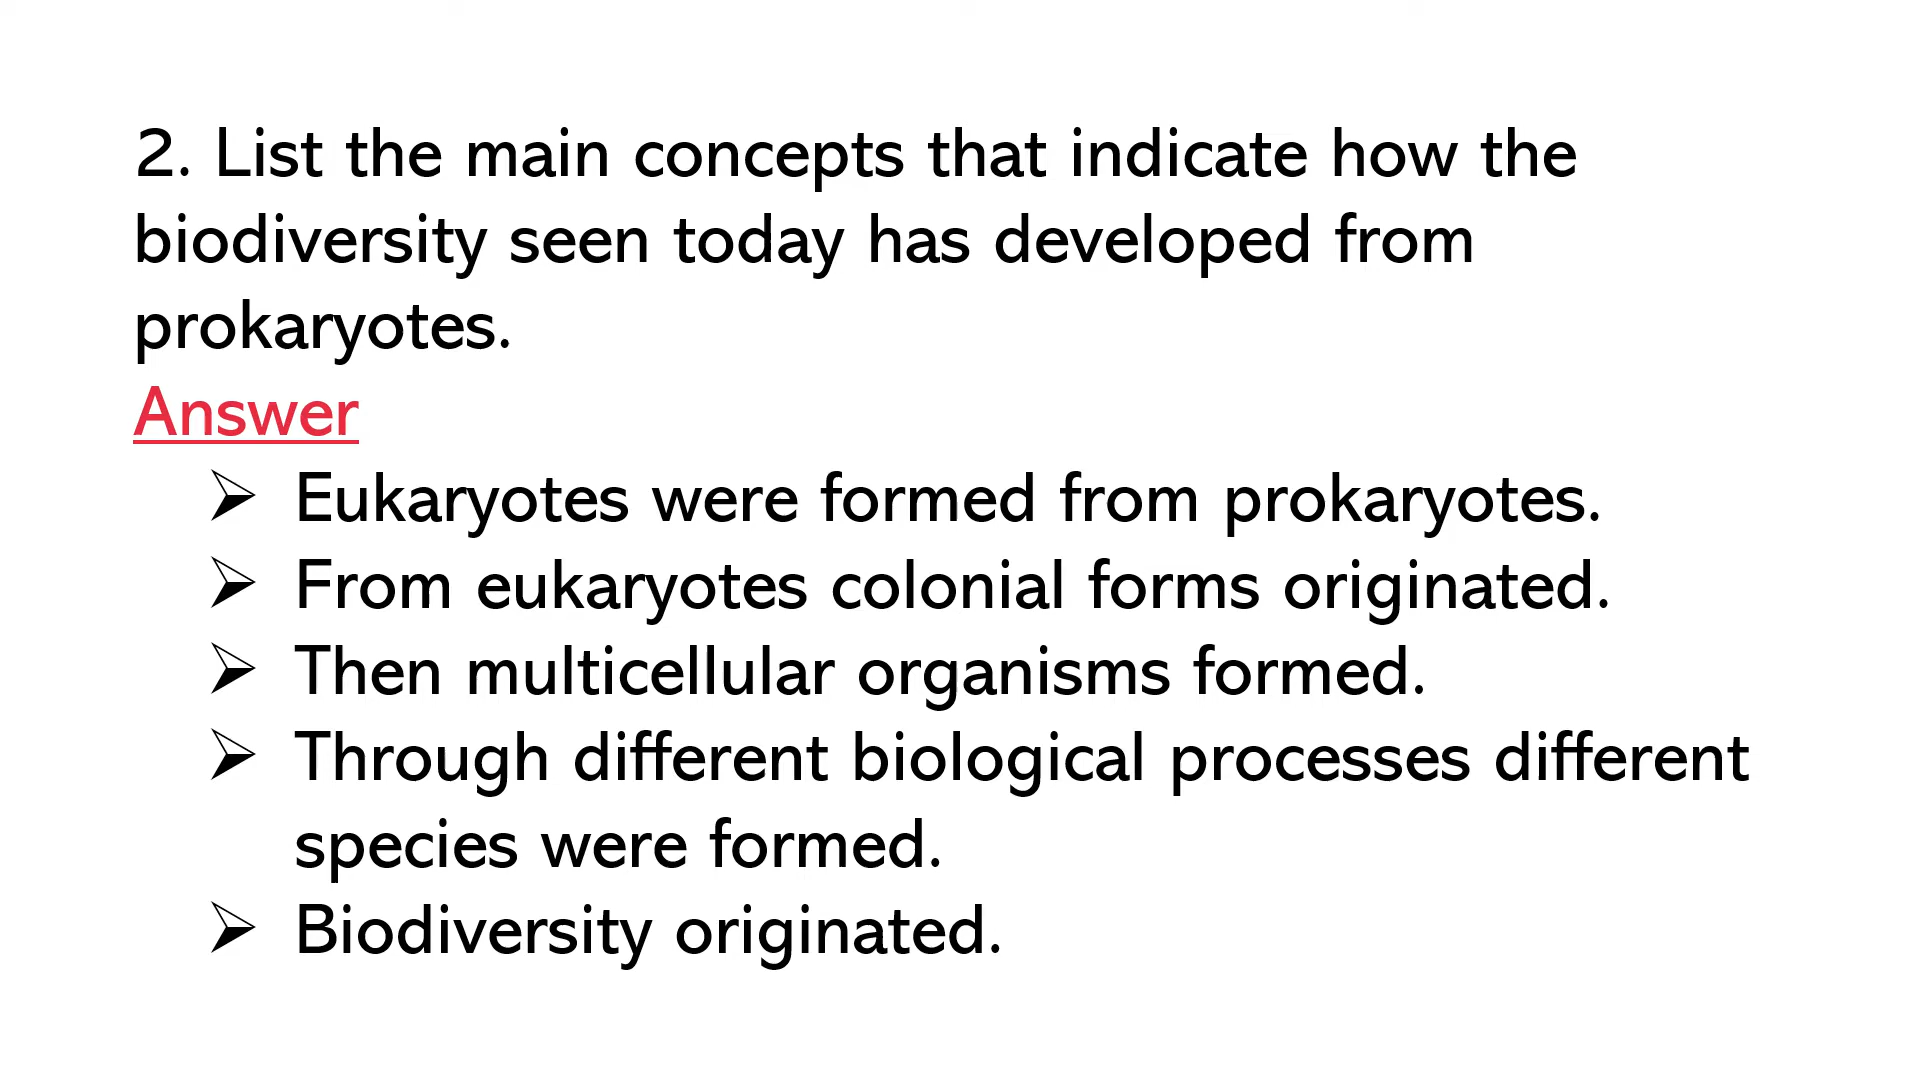 2. List the main concepts that indicate how the
biodiversity seen today has developed from
prokaryotes.
Answer
➢ Eukaryotes were formed from prokaryotes.
➢ From eukaryotes colonial forms originated.
➢ Then multicellular organisms formed.
➢ Through different biological processes different
species were formed.
➢ Biodiversity originated.